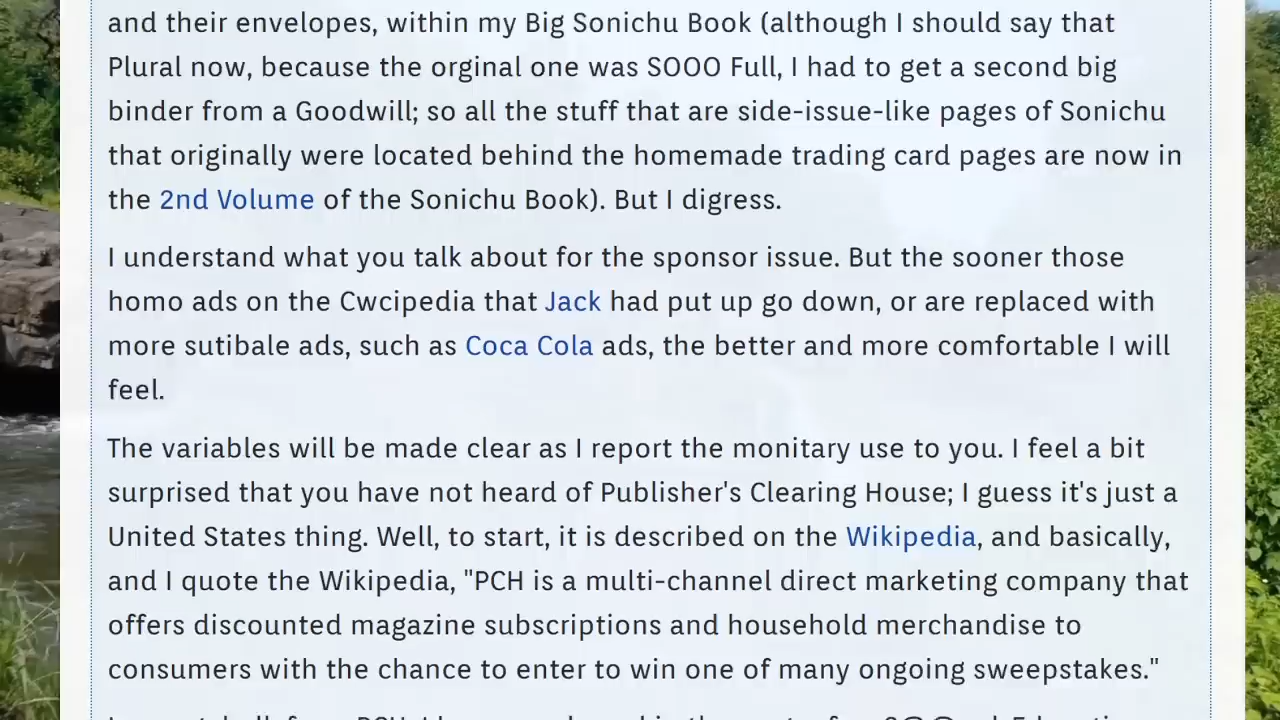 and their envelopes, within my Big Sonichu Book (although I should say that
Plural now, because the orginal one was SOOO Full, I had to get a second big
binder from a Goodwill; so all the stuff that are side-issue-like pages of Sonichu
that originally were located behind the homemade trading card pages are now in
the 2nd Volume of the Sonichu Book). But I digress.
I understand what you talk about for the sponsor issue. But the sooner those
homo ads on the Cwcipedia that Jack had put up go down, or are replaced with
more sutibale ads, such as Coca Cola ads, the better and more comfortable I will
feel.
The variables will be made clear as I report the monitary use to you. I feel a bit
surprised that you have not heard of Publisher's Clearing House; I guess it's just a
United States thing. Well, to start, it is described on the Wikipedia, and basically,
and I quote the Wikipedia, "PCH is a multi-channel direct marketing company that
offers discounted magazine subscriptions and household merchandise to
consumers with the chance to enter to win one of many ongoing sweepstakes."